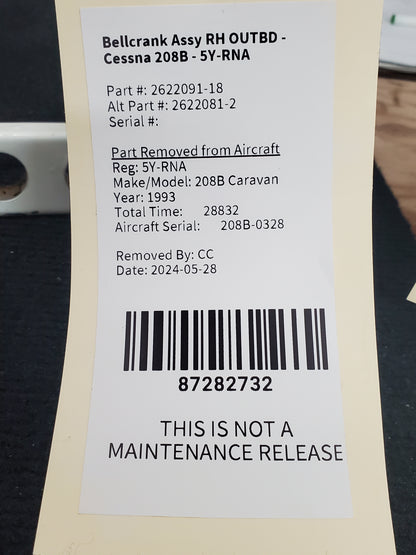 Bellcrank Assy RH OUTBD -
Cessna 208B - 5Y-RNA
Part #: 2622091-18
Alt Part #: 2622081-2
Serial #:
Part Removed from Aircraft
Reg: 5Y-RNA
Make/Model: 208B Caravan
Year: 1993
Total Time: 28832
Aircraft Serial: 208B-0328
Removed By: CC
Date: 2024-05-28
87282732
THIS IS NOT A
MAINTENANCE RELEASE